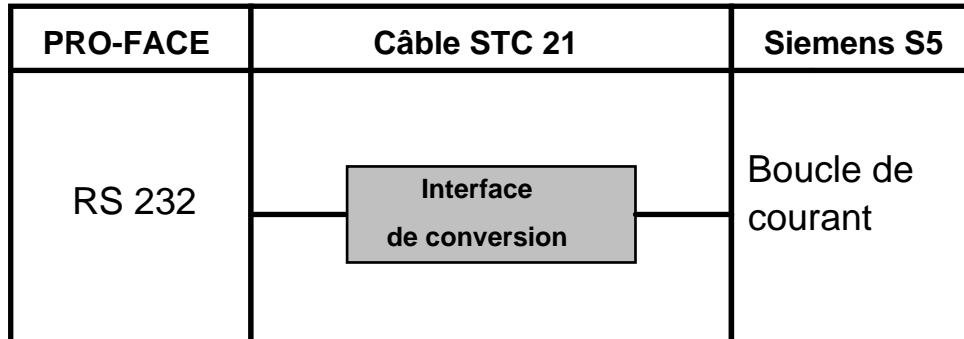 PRO-FACE
Câble STC 21
Siemens S5
RS 232
Interface
de conversion
Boucle de
courant